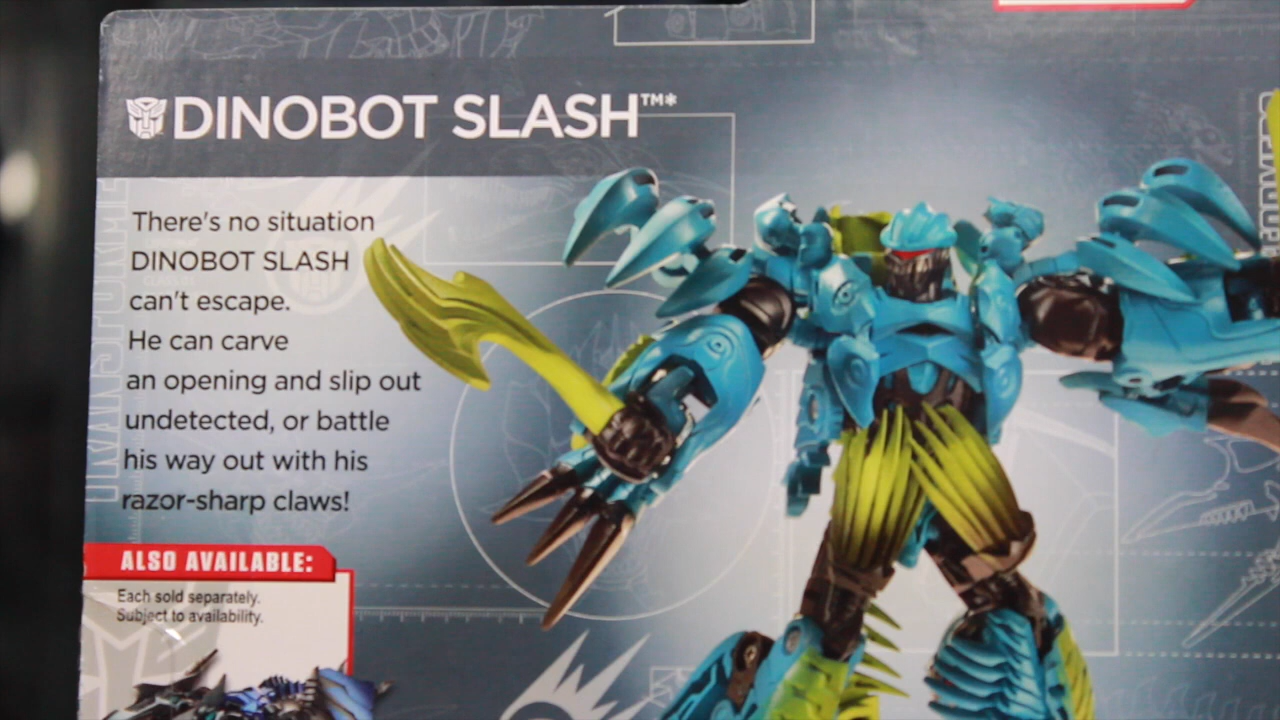 DINOBOT SLASH™*
There's no situation
DINOBOT SLASH
can't escape.
He can carve
an opening and slip out
undetected, or battle
his way out with his
razor-sharp claws!
TRANSFORME
ALSO AVAILABLE:
Each sold separately.
Subject to availability.